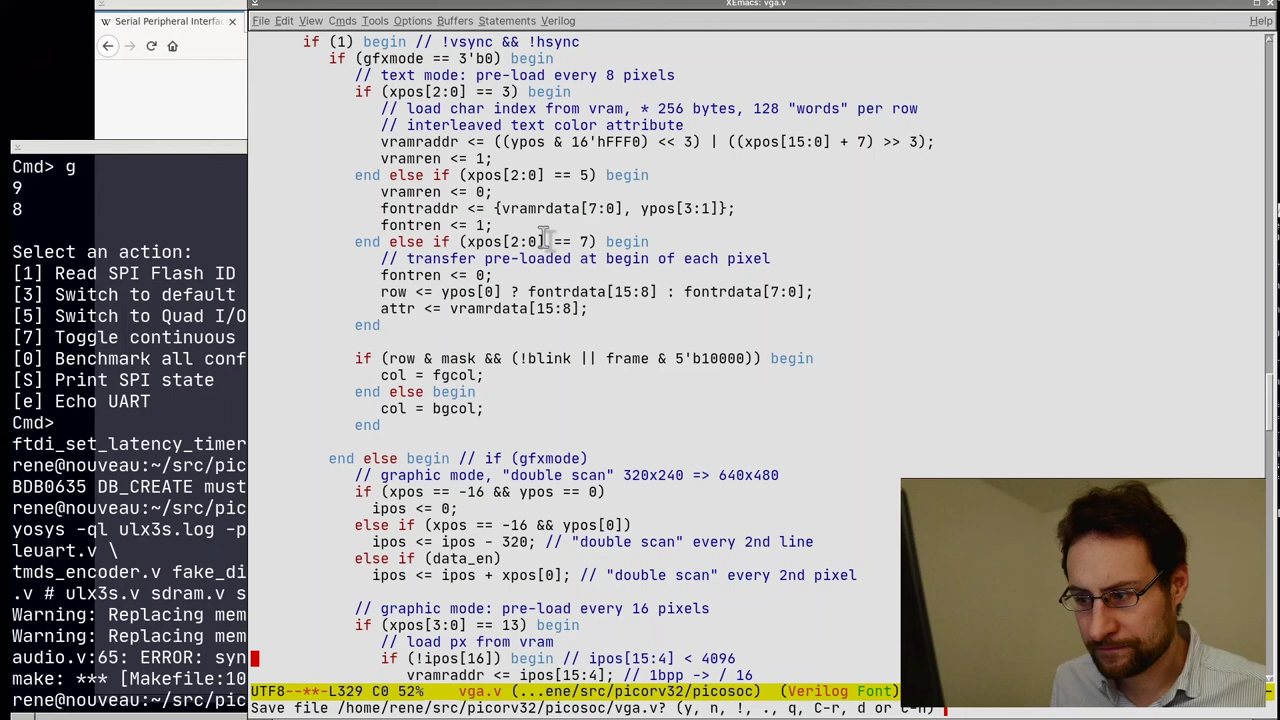 XEmacs: vga.v
Serial Peripheral Interfa
File Edit View Cmds Tools Options Buffers Statements Verilog Help
if (1) begin // !vsync && !hsync
if (gfxmode == 3'b0) begin
// text mode: pre-load every 8 pixels
if (xpos[2:0] == 3) begin
// load char index from vram, * 256 bytes, 128 "words" per row
// interleaved text color attribute
vramraddr <= ((ypos & 16'hFFF0) << 3) | ((xpos[15:0] + 7) >> 3);
vramren <= 1;
end else if (xpos[2:0] == 5) begin
vramren <= 0;
fontraddr <= {vramrdata[7:0], ypos[3:1]};
fontren <= 1;
end else if (xpos[2:0] == 7) begin
// transfer pre-loaded at begin of each pixel
fontren <= 0;
row <= ypos[0] ? fontrdata[15:8] : fontrdata[7:0];
attr <= vramrdata[15:8];
end
if (row & mask && (!blink || frame & 5'b10000)) begin
col = fgcol;
end else begin
col = bgcol;
end
end else begin // if (gfxmode)
// graphic mode, "double scan" 320x240 => 640x480
if (xpos == -16 && ypos == 0)
ipos <= 0;
else if (xpos == -16 && ypos[0])
ipos <= ipos - 320; // "double scan" every 2nd line
else if (data_en)
ipos <= ipos + xpos[0]; // "double scan" every 2nd pixel
// graphic mode: pre-load every 16 pixels
if (xpos[3:0] == 13) begin
// load px from vram
if (!ipos[16]) begin // ipos[15:4] < 4096
vramraddr <= ipos[15:4]; // 1bpp -> / 16
UTF8--**-L329 C0 52% vga.v (...ene/src/picorv32/picosoc) (Verilog Font)
Save file /home/rene/src/picorv32/picosoc/vga.v? (y, n, !, ., q, C-r, d or C-h)
Cmd> g
9
8
Select an action:
[1] Read SPI Flash ID
[3] Switch to default
[5] Switch to Quad I/O
[7] Toggle continuous
[0] Benchmark all conf
[S] Print SPI state
[e] Echo UART
Cmd>
ftdi_set_latency_timer
rene@nouveau:~/src/pic
BDB0635 DB_CREATE must
rene@nouveau:~/src/pic
yosys -ql ulx3s.log -p
leuart.v \
tmds_encoder.v fake_di
.v # ulx3s.v sdram.v s
Warning: Replacing mem
Warning: Replacing mem
audio.v:65: ERROR: syn
make: *** [Makefile:10
rene@nouveau:~/src/pic